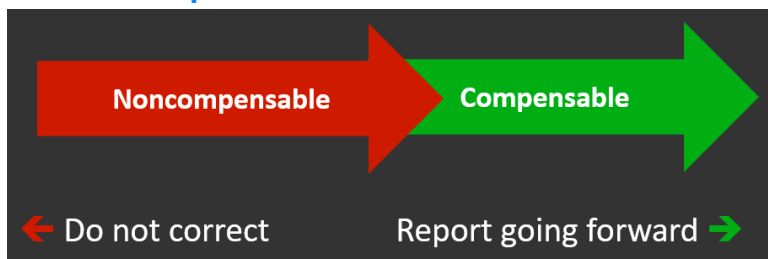 Noncompensable Compensable
← Do not correct Report going forward →